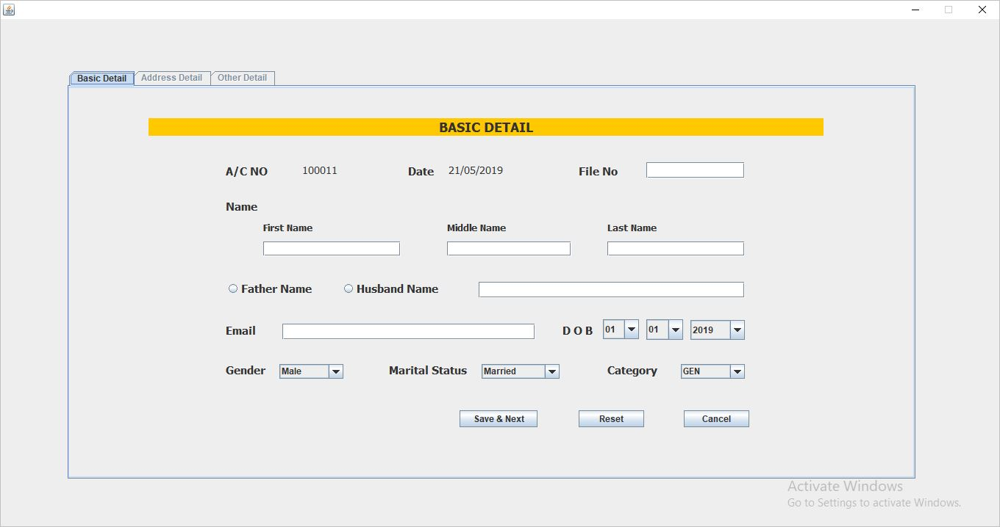 Basic Detail Address Detail Other Detail
BASIC DETAIL
A/C NO 100011 Date 21/05/2019 File No
Name
First Name Middle Name Last Name
Father Name Husband Name
Email D O B 01 01 2019
Gender Male Marital Status Married Category GEN
Save & Next Reset Cancel
Activate Windows
Go to Settings to activate Windows.